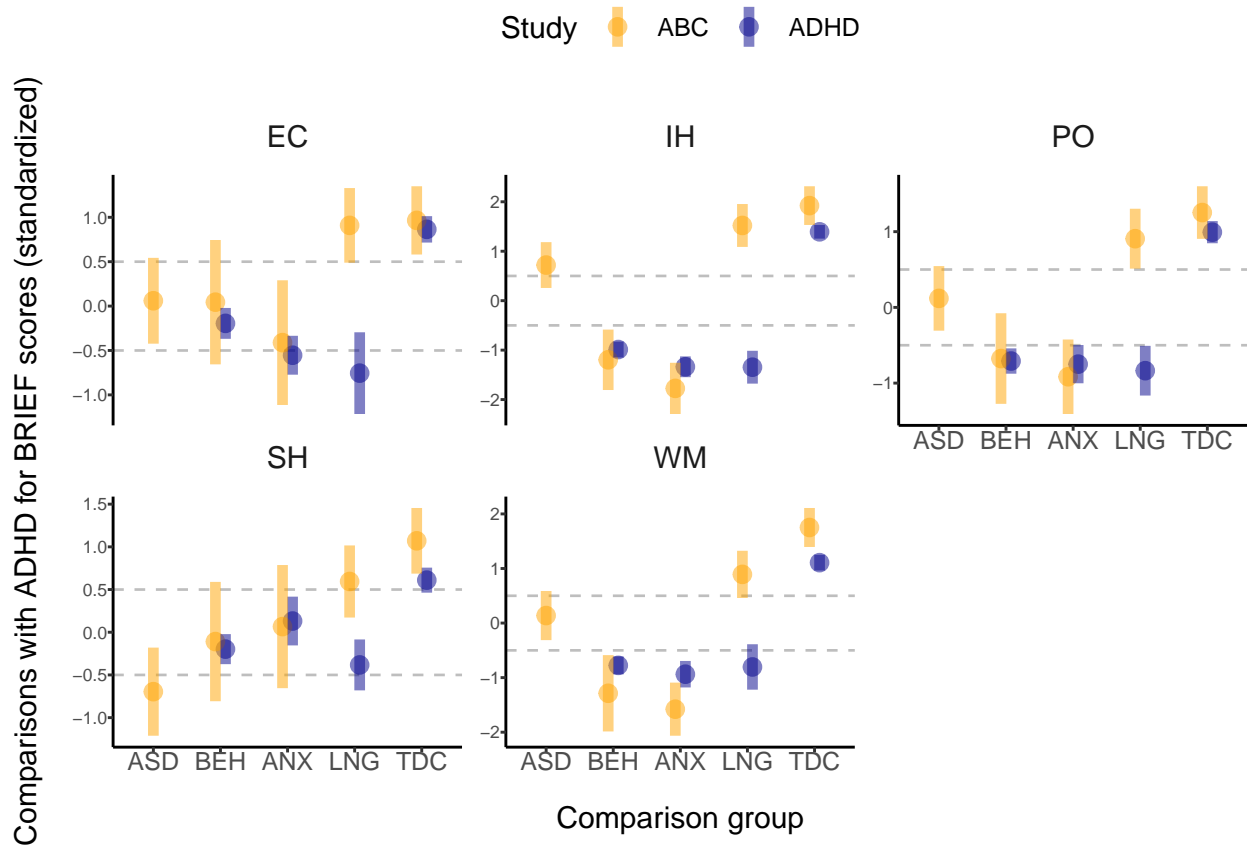 Study ABC ADHD
Comparisons with ADHD for BRIEF scores (standardized)
EC
1.0
0.5
0.0
−0.5
−1.0
IH
2
1
0
−1
−2
PO
1
0
−1
ASD BEH ANX LNG TDC
SH
1.5
1.0
0.5
0.0
−0.5
−1.0
ASD BEH ANX LNG TDC
WM
2
1
0
−1
−2
ASD BEH ANX LNG TDC
Comparison group